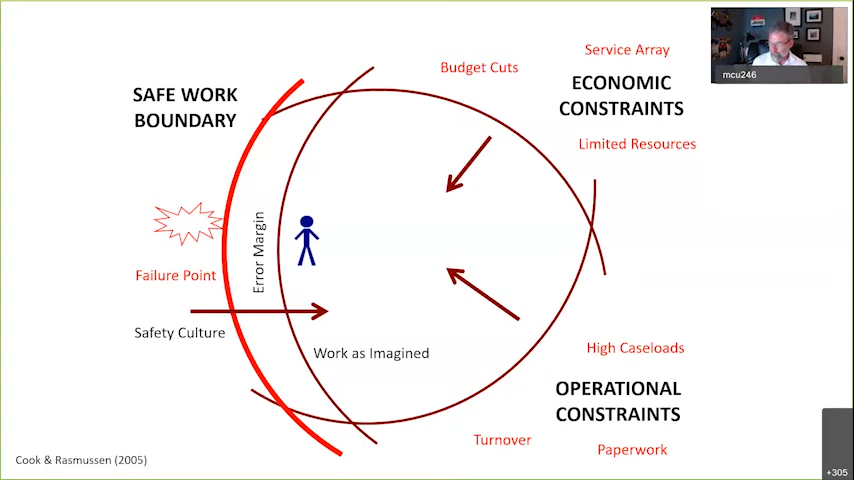 Service Array
mcu246
Budget Cuts
ECONOMIC
CONSTRAINTS
SAFE WORK
BOUNDARY
Limited Resources
Error Margin
Failure Point
Safety Culture
Work as Imagined
High Caseloads
OPERATIONAL
CONSTRAINTS
Turnover
Paperwork
Cook & Rasmussen (2005)
+305